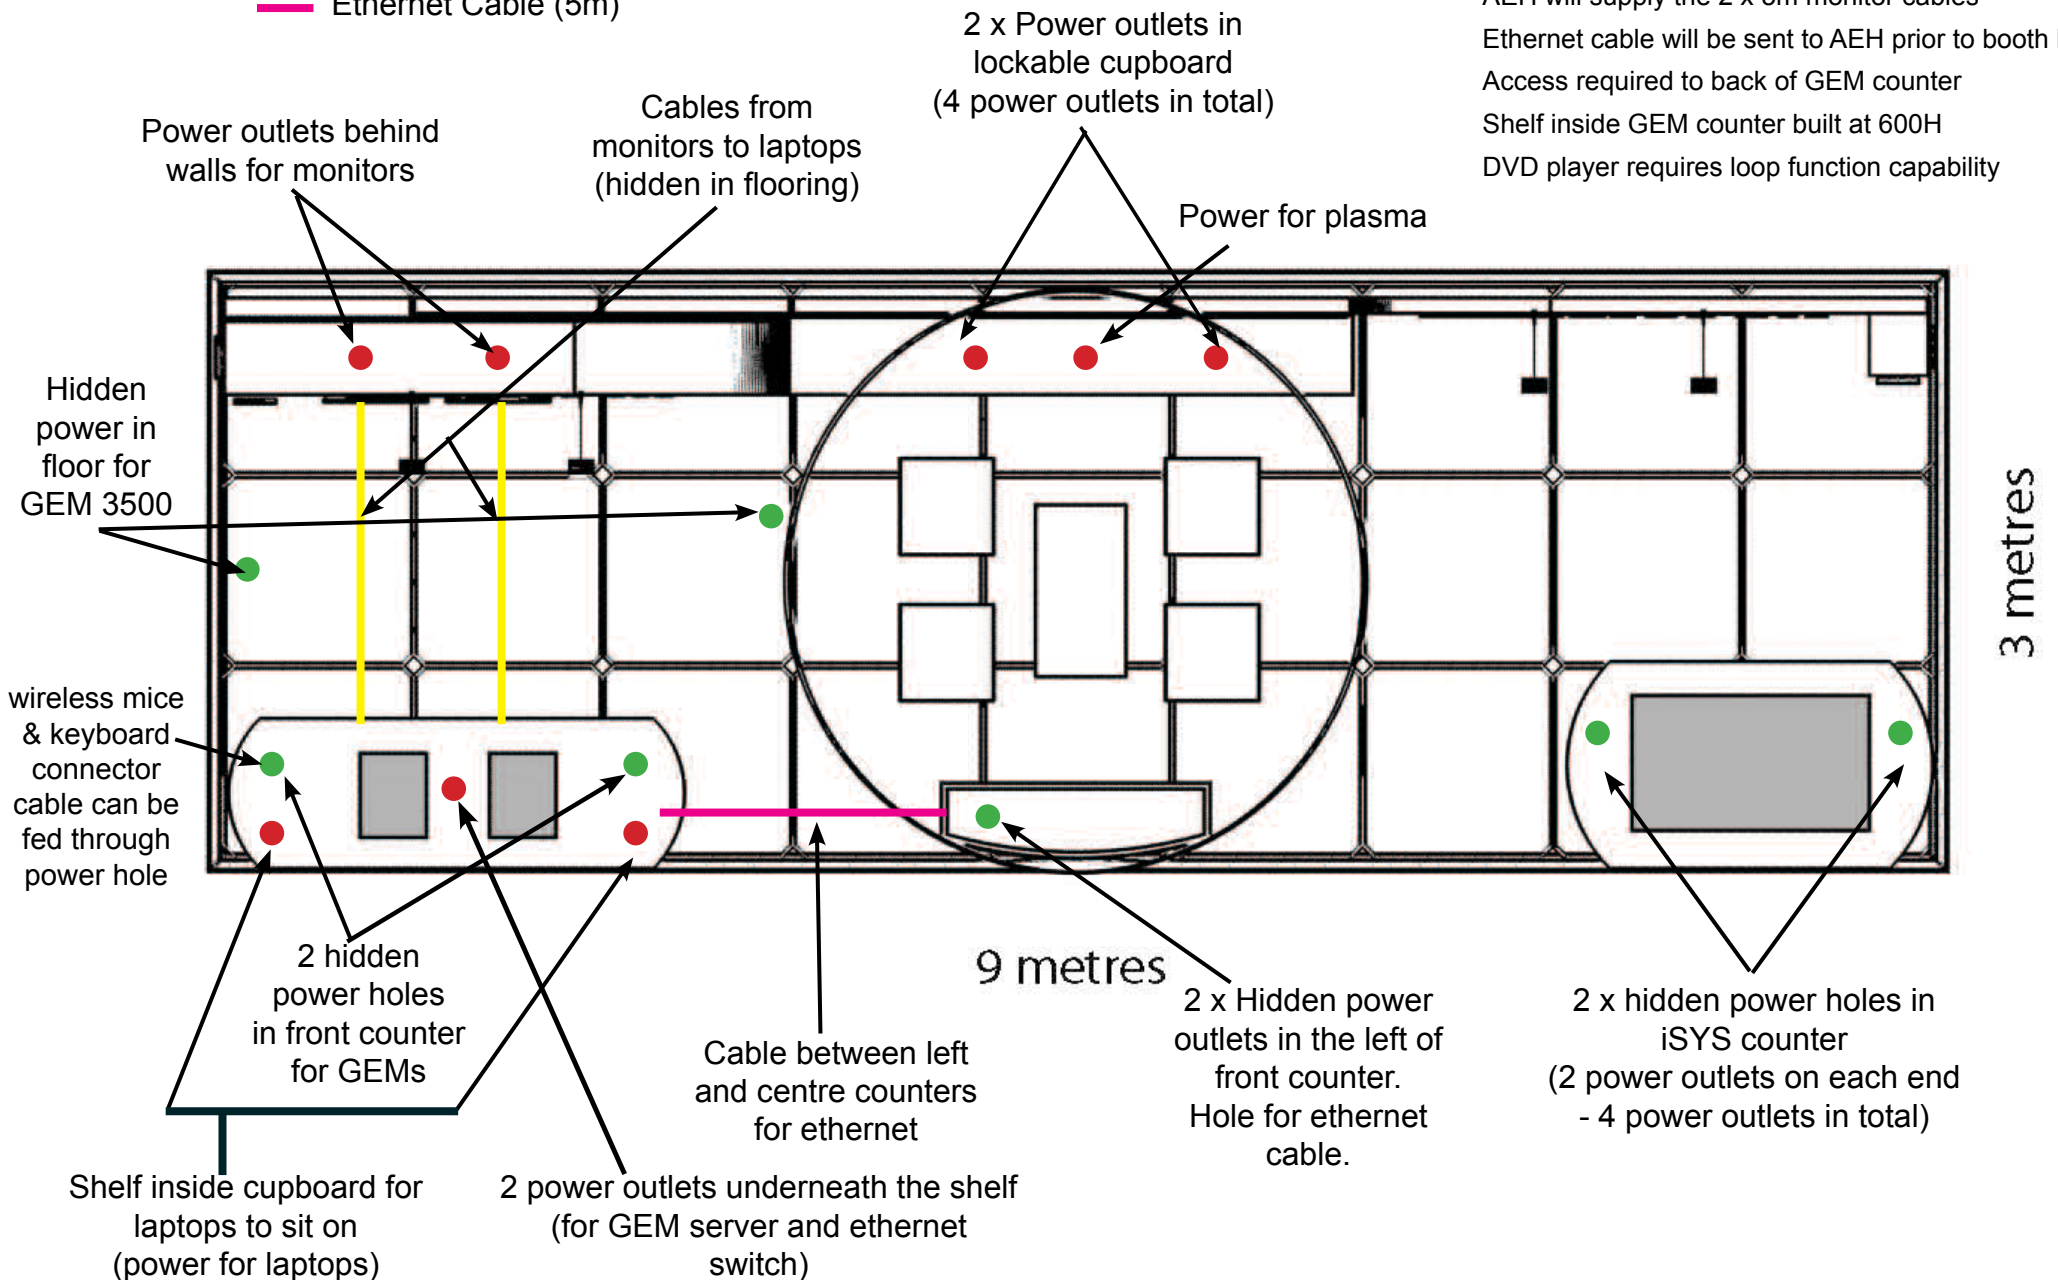 Ethernet Cable (5m)
AEH will supply the 2 x 5m monitor cables
Ethernet cable will be sent to AEH prior to booth
Access required to back of GEM counter
Shelf inside GEM counter built at 600H
DVD player requires loop function capability
2 x Power outlets in
lockable cupboard
(4 power outlets in total)
Cables from
monitors to laptops
(hidden in flooring)
Power outlets behind
walls for monitors
Power for plasma
Hidden
power in
floor for
GEM 3500
3 metres
wireless mice
& keyboard
connector
cable can be
fed through
power hole
9 metres
2 hidden
power holes
in front counter
for GEMs
Cable between left
and centre counters
for ethernet
2 x Hidden power
outlets in the left of
front counter.
Hole for ethernet
cable.
2 x hidden power holes in
iSYS counter
(2 power outlets on each end
- 4 power outlets in total)
Shelf inside cupboard for
laptops to sit on
(power for laptops)
2 power outlets underneath the shelf
(for GEM server and ethernet
switch)